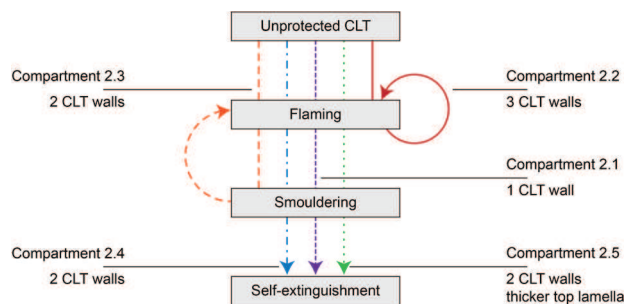 Unprotected CLT
Compartment 2.3
2 CLT walls
Compartment 2.2
3 CLT walls
Flaming
Compartment 2.1
1 CLT wall
Smouldering
Compartment 2.4
2 CLT walls
Compartment 2.5
2 CLT walls
thicker top lamella
Self-extinguishment